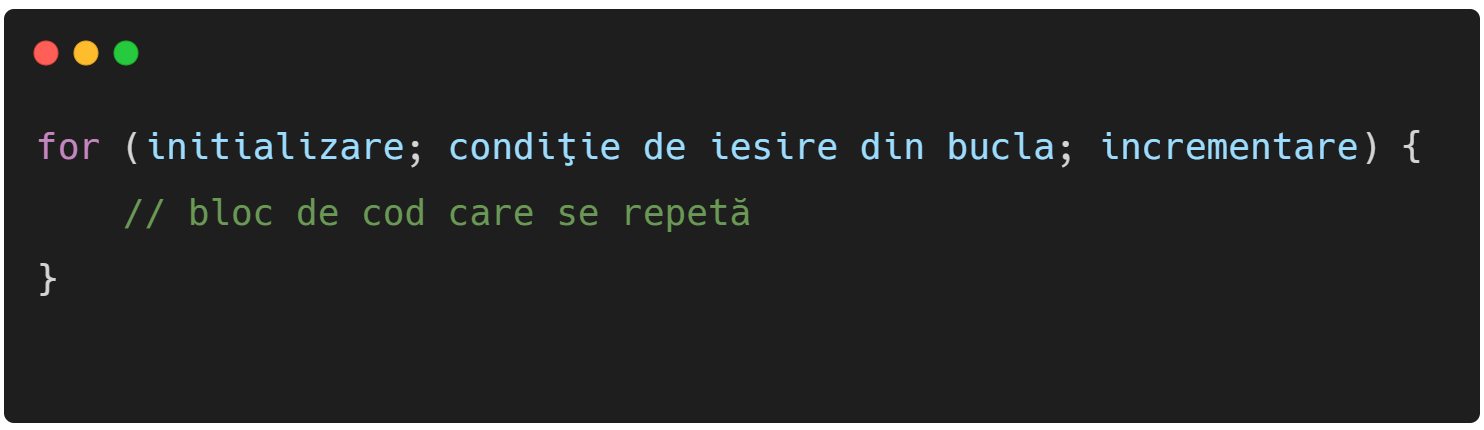 for (initializare; condiţie de iesire din bucla; incrementare) {
    // bloc de cod care se repetă
}